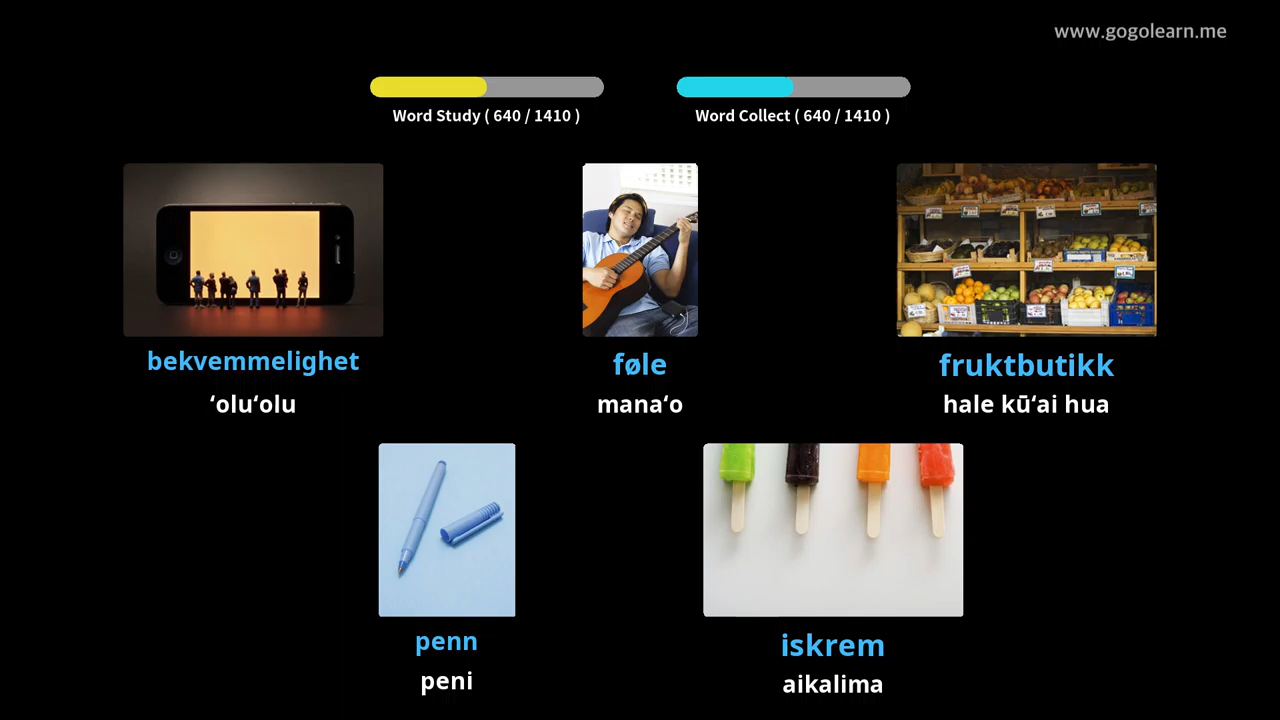 www.gogolearn.me
Word Study ( 640 / 1410 )
Word Collect ( 640 / 1410 )
bekvemmelighet
ʻoluʻolu
føle
manaʻo
fruktbutikk
hale kūʻai hua
penn
peni
iskrem
aikalima